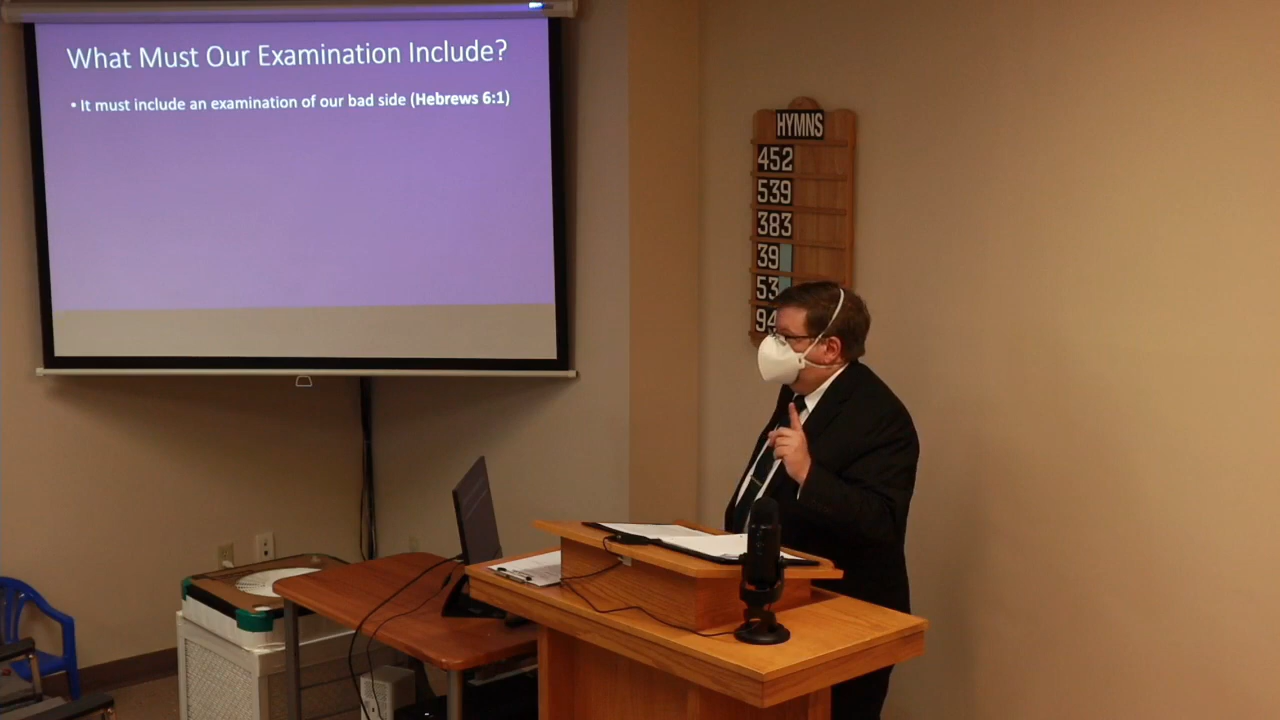 What Must Our Examination Include?
• It must include an examination of our bad side (Hebrews 6:1)
HYMNS
452
539
383
39
53
94